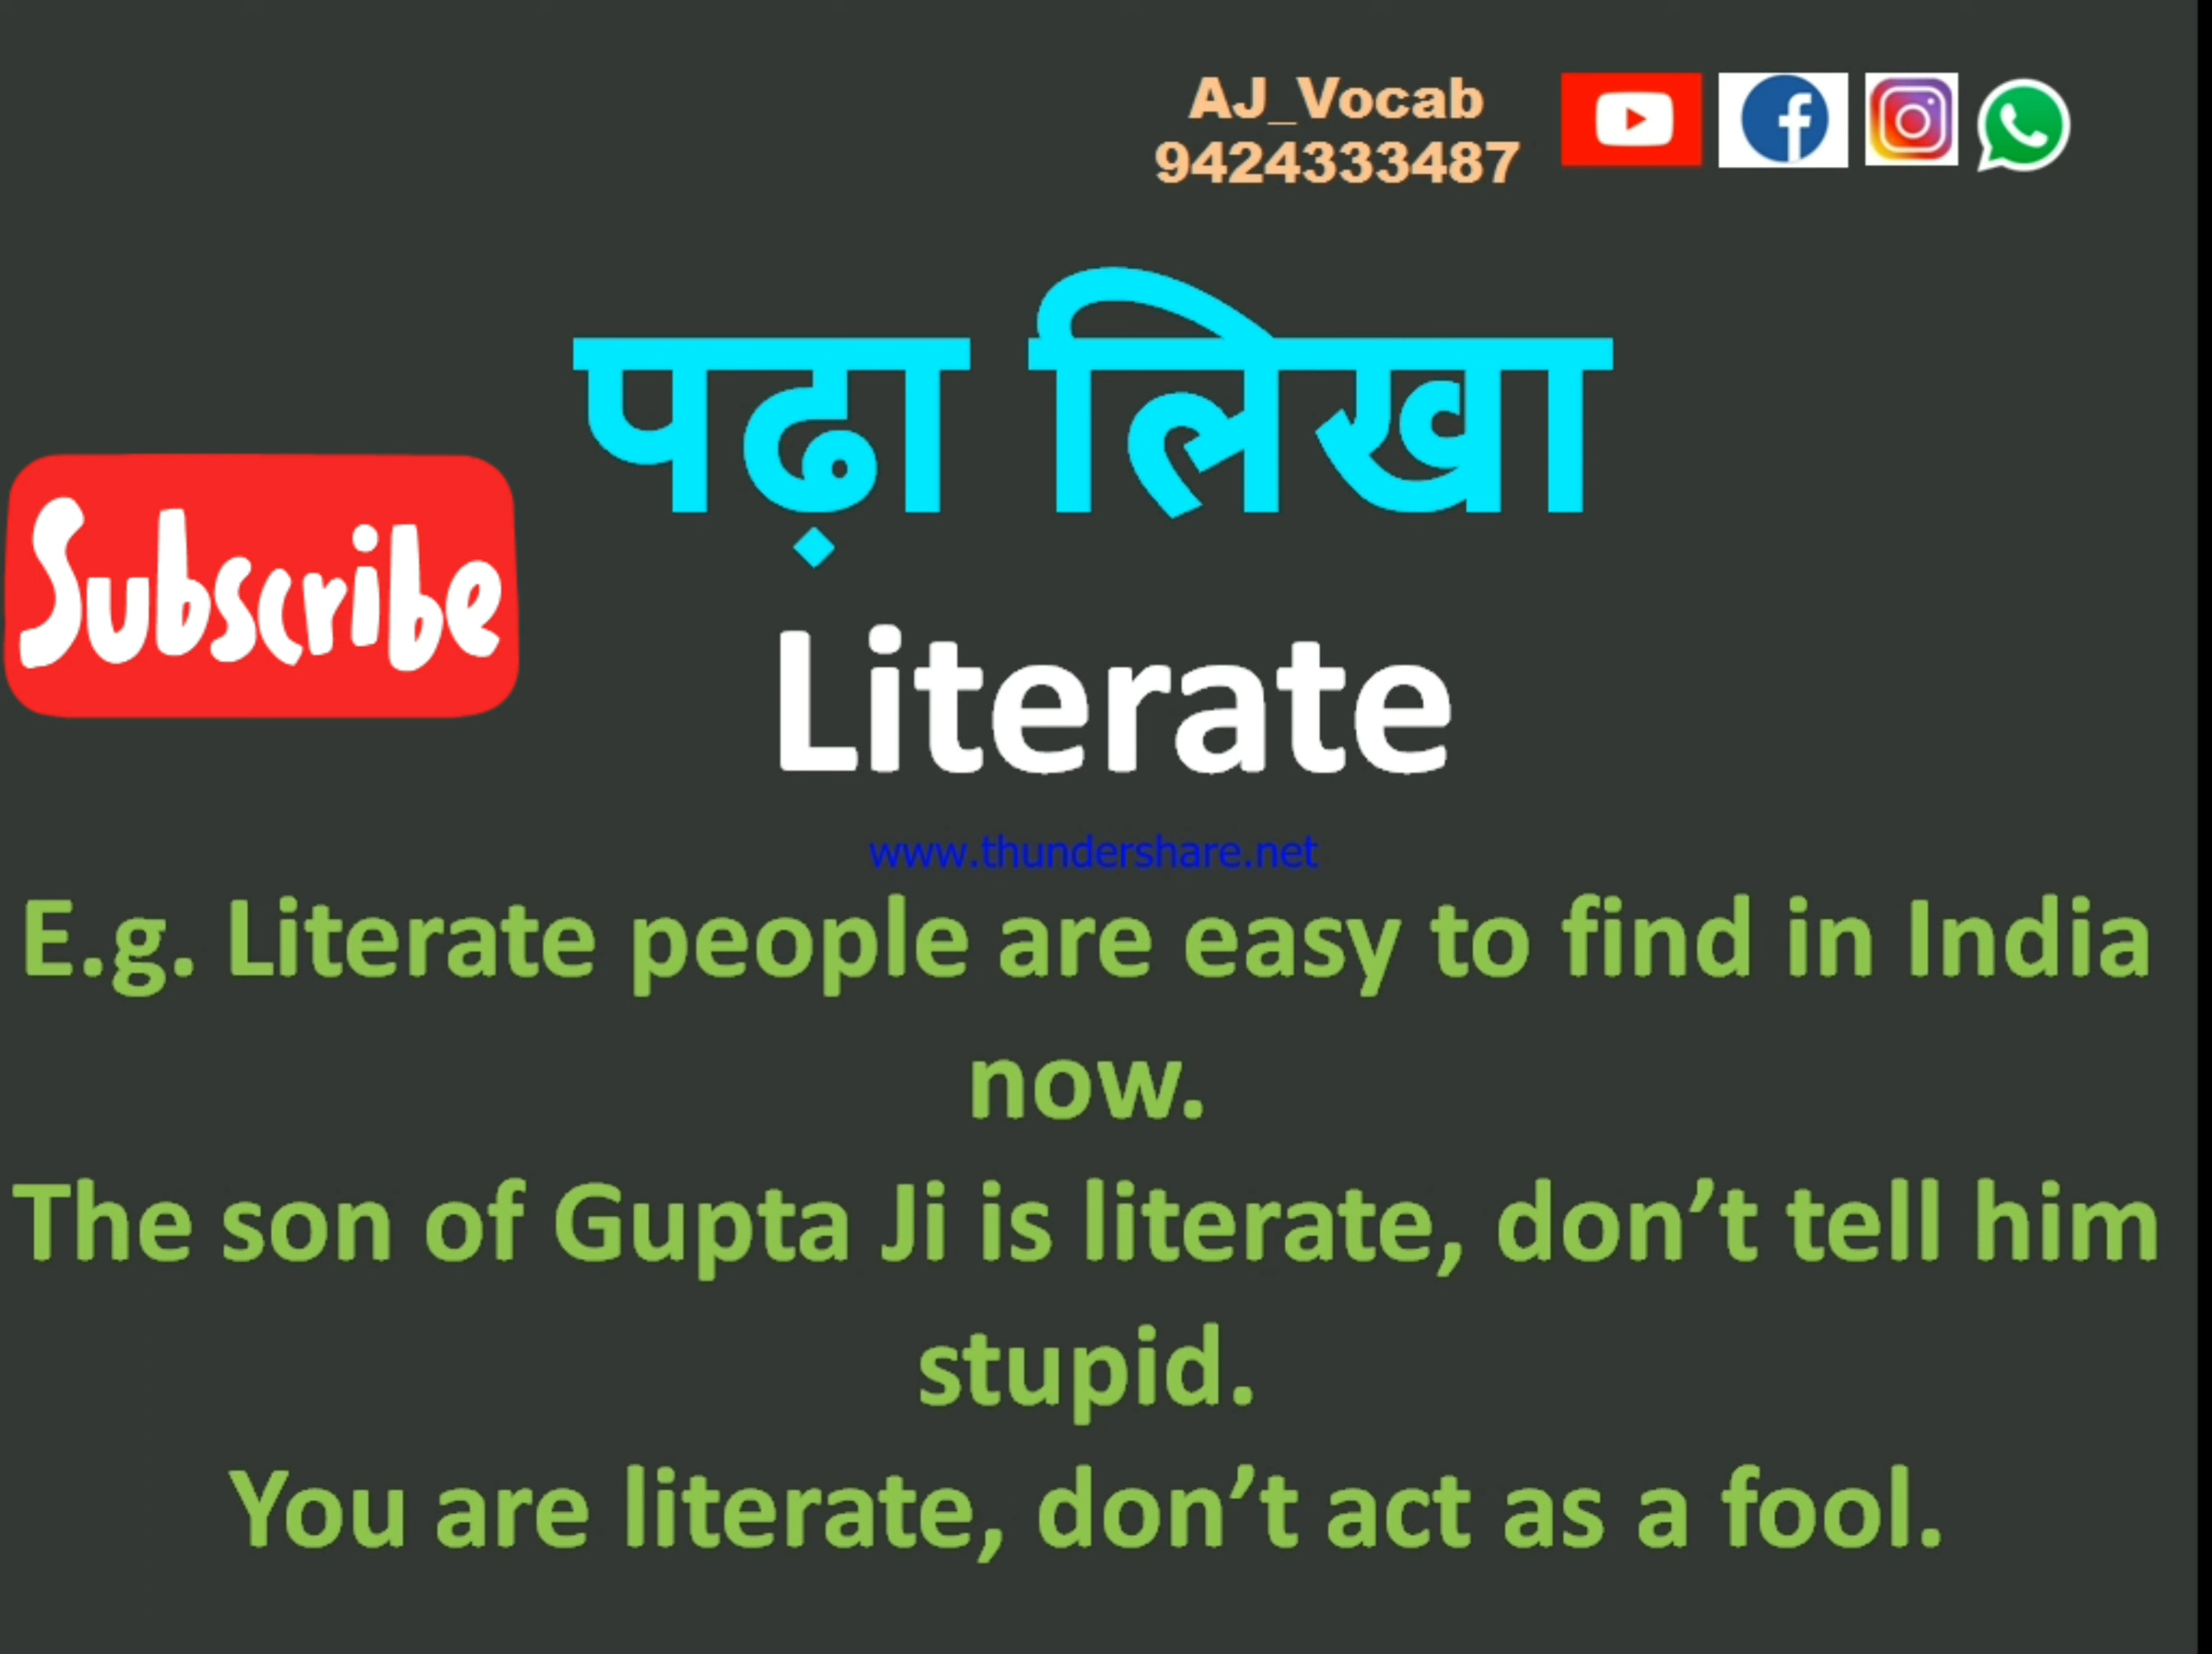 AJ_Vocab
9424333487
पढ़ा लिखा
Subscribe
Literate
www.thundershare.net
E.g. Literate people are easy to find in India
now.
The son of Gupta Ji is literate, don’t tell him
stupid.
You are literate, don’t act as a fool.